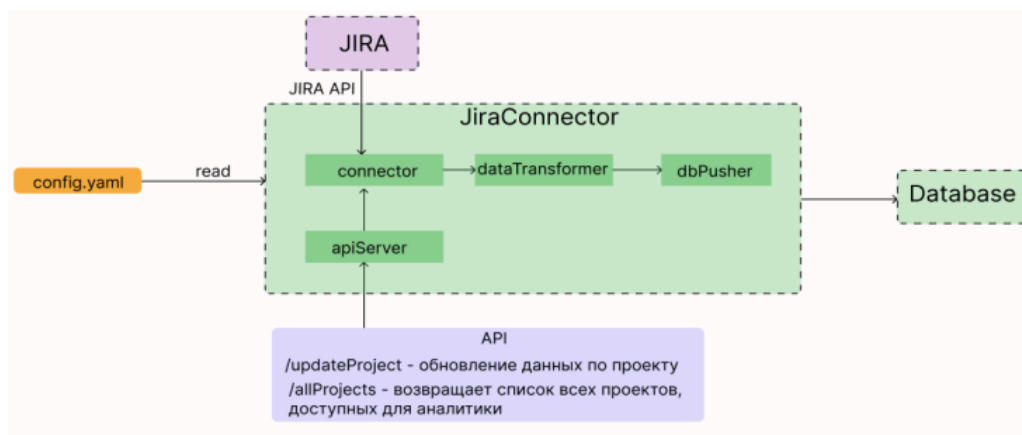 JIRA
JIRA API
JiraConnector
config.yaml
read
connector
dataTransformer
dbPusher
Database
apiServer
API
/updateProject - обновление данных по проекту
/allProjects - возвращает список всех проектов,
доступных для аналитики